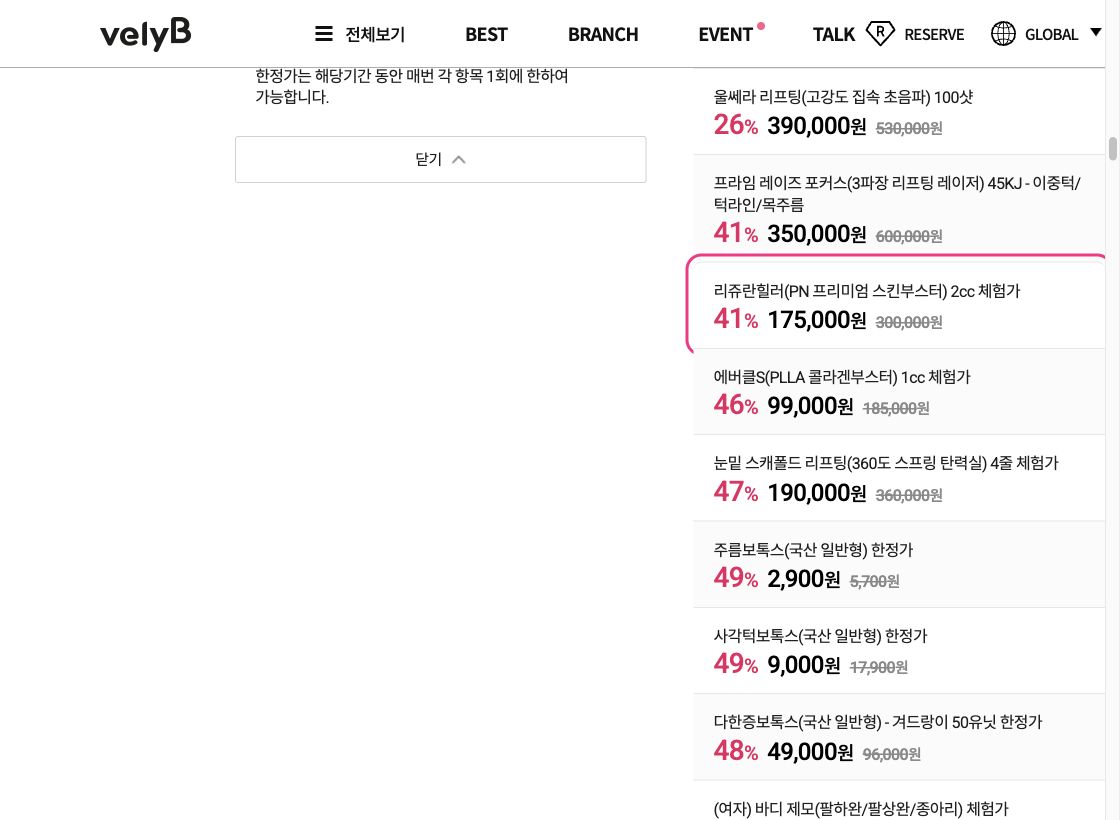 velyB
전체보기
BEST
BRANCH
EVENT
TALK
R
RESERVE
GLOBAL
한정가는 해당기간 동안 매번 각 항목 1회에 한하여
가능합니다.
닫기
울쎄라 리프팅(고강도 집속 초음파) 100샷
26% 390,000원 530,000원
프라임 레이즈 포커스(3파장 리프팅 레이저) 45KJ - 이중턱/
턱라인/목주름
41% 350,000원 600,000원
리쥬란힐러(PN 프리미엄 스킨부스터) 2cc 체험가
41% 175,000원 300,000원
에버클S(PLLA 콜라겐부스터) 1cc 체험가
46% 99,000원 185,000원
눈밑 스캐폴드 리프팅(360도 스프링 탄력실) 4줄 체험가
47% 190,000원 360,000원
주름보톡스(국산 일반형) 한정가
49% 2,900원 5,700원
사각턱보톡스(국산 일반형) 한정가
49% 9,000원 17,900원
다한증보톡스(국산 일반형) - 겨드랑이 50유닛 한정가
48% 49,000원 96,000원
(여자) 바디 제모(팔하완/팔상완/종아리) 체험가